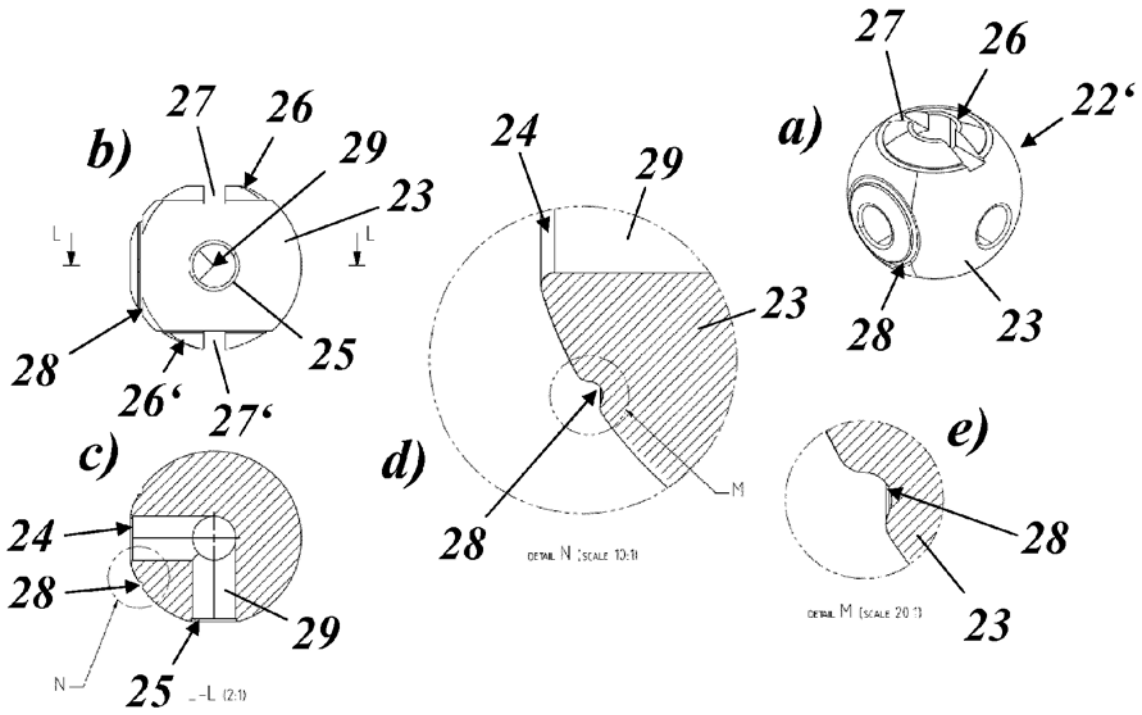 a)
27
26
22‘
28
23
b)
27
26
29
23
L
L
28
26‘
27‘
25
c)
24
28
N
25
29
L-L (2:1)
d)
24
29
23
28
M
DETAIL N (SCALE 10:1)
e)
28
23
DETAIL M (SCALE 20:1)